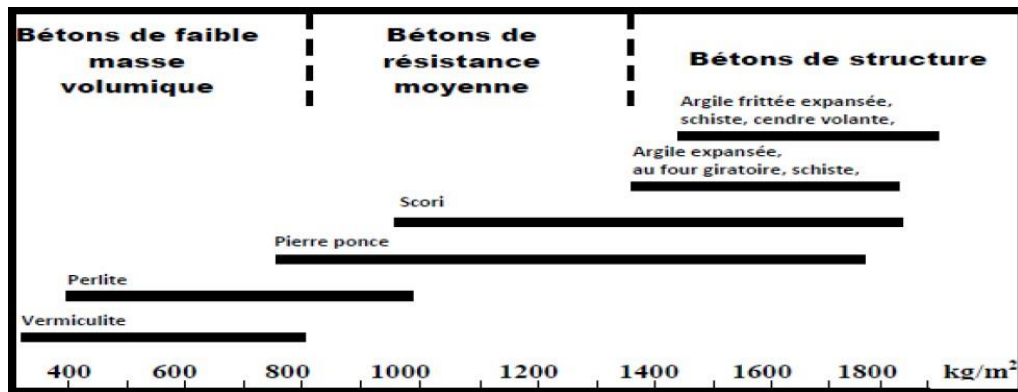 Bétons de faible
masse
volumique
Bétons de
résistance
moyenne
Bétons de structure
Argile frittée expansée,
schiste, cendre volante,
Argile expansée,
au four giratoire, schiste,
Scori
Pierre ponce
Perlite
Vermiculite
400 600 800 1000 1200 1400 1600 1800 kg/m²